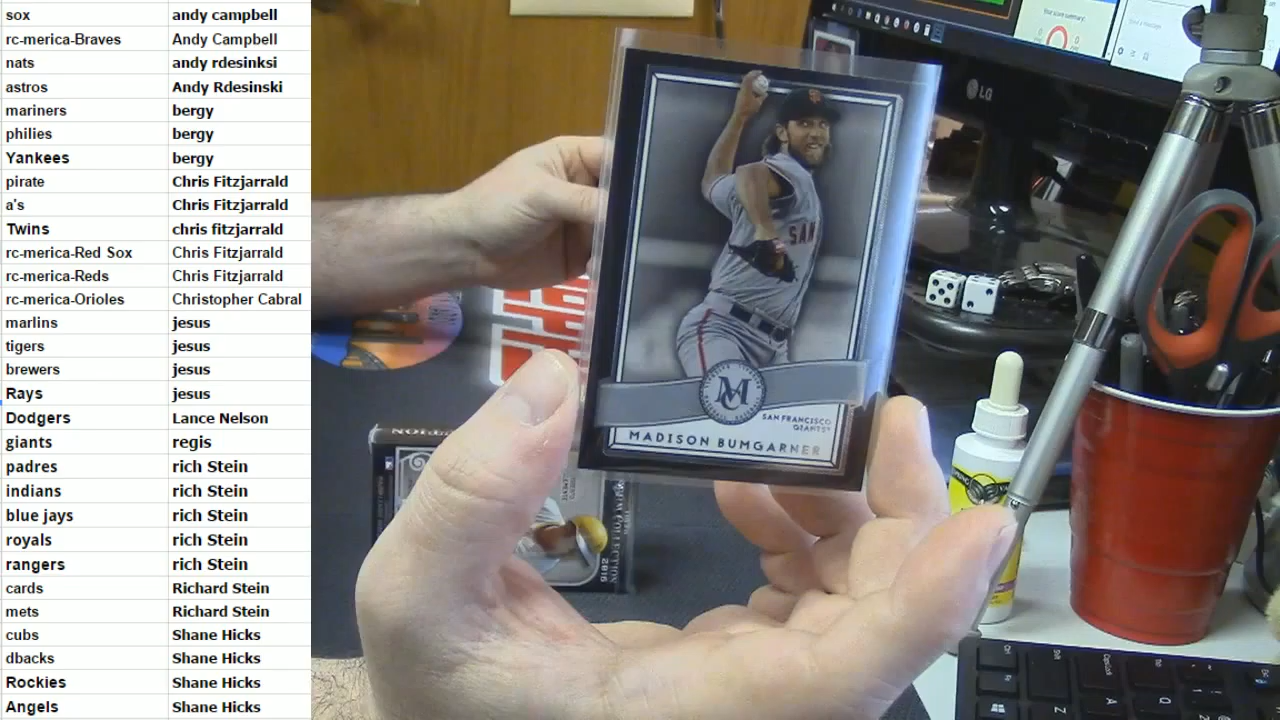 sox andy campbell
rc-merica-Braves Andy Campbell
nats andy rdesinksi
astros Andy Rdesinski
mariners bergy
philies bergy
Yankees bergy
pirate Chris Fitzjarrald
a's Chris Fitzjarrald
Twins chris fitzjarrald
rc-merica-Red Sox Chris Fitzjarrald
rc-merica-Reds Chris Fitzjarrald
rc-merica-Orioles Christopher Cabral
marlins jesus
tigers jesus
brewers jesus
Rays jesus
Dodgers Lance Nelson
giants regis
padres rich Stein
indians rich Stein
blue jays rich Stein
royals rich Stein
rangers rich Stein
cards Richard Stein
mets Richard Stein
cubs Shane Hicks
dbacks Shane Hicks
Rockies Shane Hicks
Angels Shane Hicks
LG
SF
SAN
M
SAN FRANCISCO
GIANTS
MADISON BUMGARNER
Ctrl
Alt
Z
A